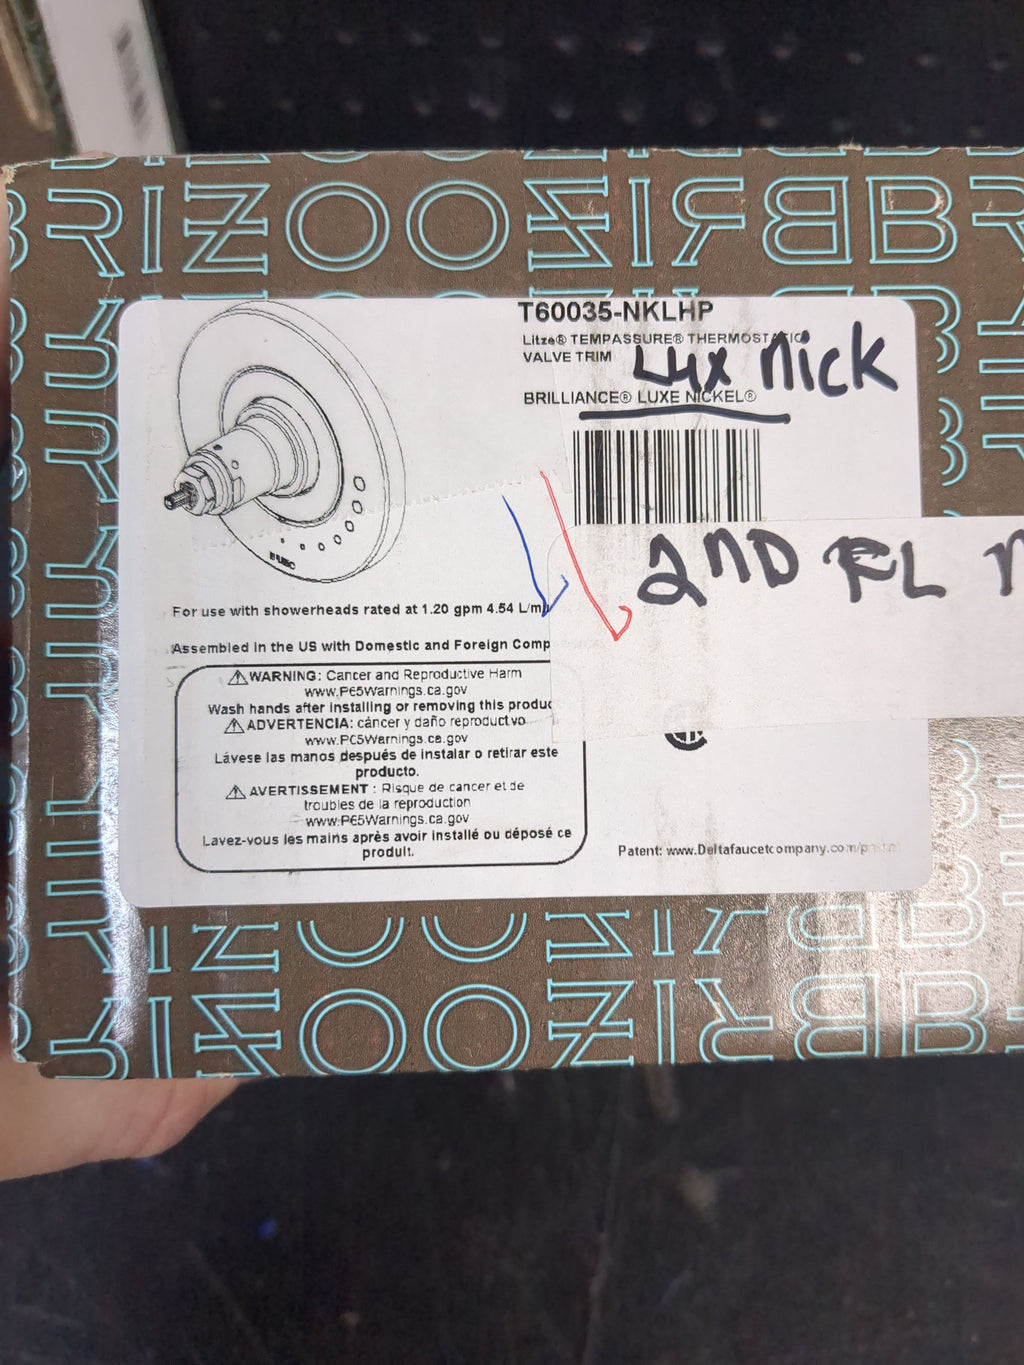 BRIZO
T60035-NKLHP
Litze® TEMPASSURE® THERMOSTATIC
VALVE TRIM
Lux Nick
BRILLIANCE® LUXE NICKEL®
2ND FL
For use with showerheads rated at 1.20 gpm 4.54 L/m
Assembled in the US with Domestic and Foreign Comp
⚠WARNING: Cancer and Reproductive Harm
www.P65Warnings.ca.gov
Wash hands after installing or removing this produc
⚠ADVERTENCIA: cáncer y daño reproductivo
www.P65Warnings.ca.gov
Lávese las manos después de instalar o retirar este
producto.
⚠AVERTISSEMENT : Risque de cancer et de
troubles de la reproduction
www.P65Warnings.ca.gov
Lavez-vous les mains après avoir installé ou déposé ce
produit.
Patent: www.Deltafaucetcompany.com/